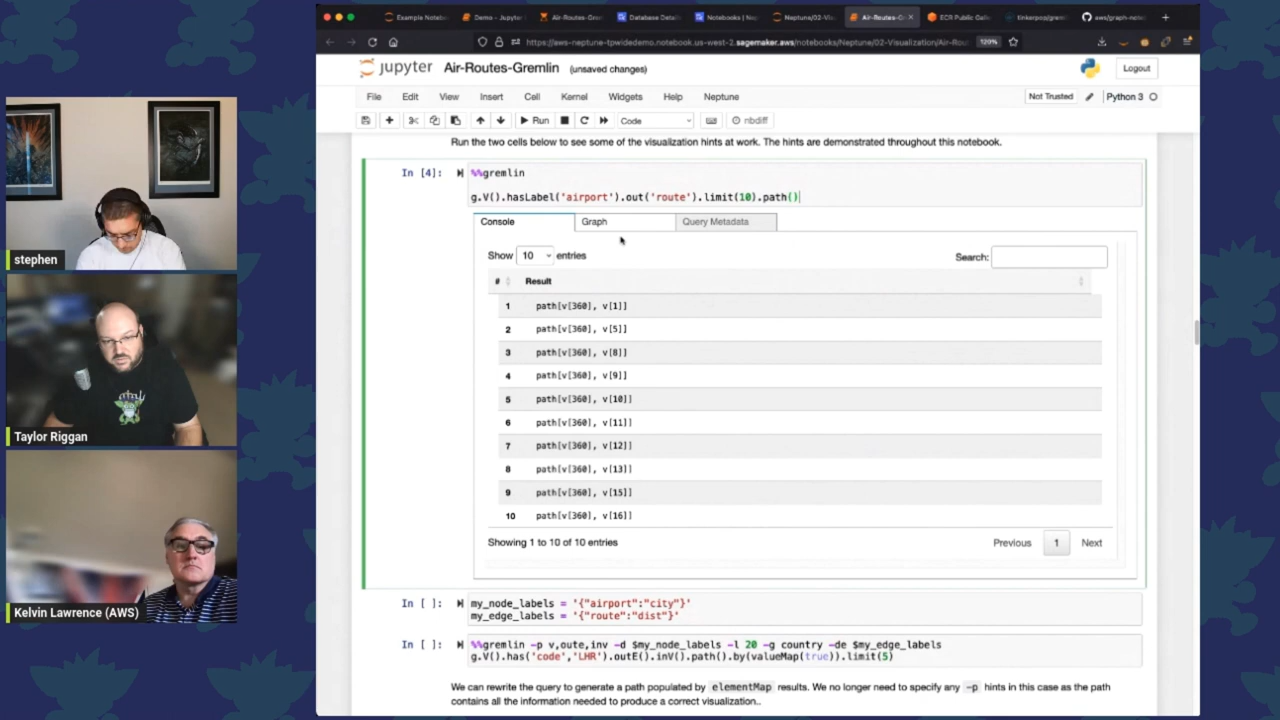 Example Noteb
Demo - Jupyter
Air-Routes-Grem
Database Detai
Notebooks | Nep
Neptune/02-Vis
Air-Routes-G
ECR Public Gall
aws/graph-note
https://aws-neptune-tpwidedemo.notebook.us-west-2.sagemaker.aws/notebooks/Neptune/02-Visualization/Air-Rou
120%
jupyter Air-Routes-Gremlin (unsaved changes)
Logout
File Edit View Insert Cell Kernel Widgets Help Neptune
Not Trusted
Python 3
Run
Code
nbdiff
Run the two cells below to see some of the visualization hints at work. The hints are demonstrated throughout this notebook.
In [4]:
%%gremlin
g.V().hasLabel('airport').out('route').limit(10).path()
Console Graph Query Metadata
Show 10 entries
Search:
# Result
1 path[v[360], v[1]]
2 path[v[360], v[5]]
3 path[v[360], v[8]]
4 path[v[360], v[9]]
5 path[v[360], v[10]]
6 path[v[360], v[11]]
7 path[v[360], v[12]]
8 path[v[360], v[13]]
9 path[v[360], v[15]]
10 path[v[360], v[16]]
Showing 1 to 10 of 10 entries
Previous 1 Next
In [ ]:
my_node_labels = '{"airport":"city"}'
my_edge_labels = '{"route":"dist"}'
In [ ]:
%%gremlin -p v,oute,inv -d $my_node_labels -l 20 -g country -de $my_edge_labels
g.V().has('code','LHR').outE().inV().path().by(valueMap(true)).limit(5)
We can rewrite the query to generate a path populated by elementMap results. We no longer need to specify any -p hints in this case as the path
contains all the information needed to produce a correct visualization..
stephen
Taylor Riggan
Kelvin Lawrence (AWS)